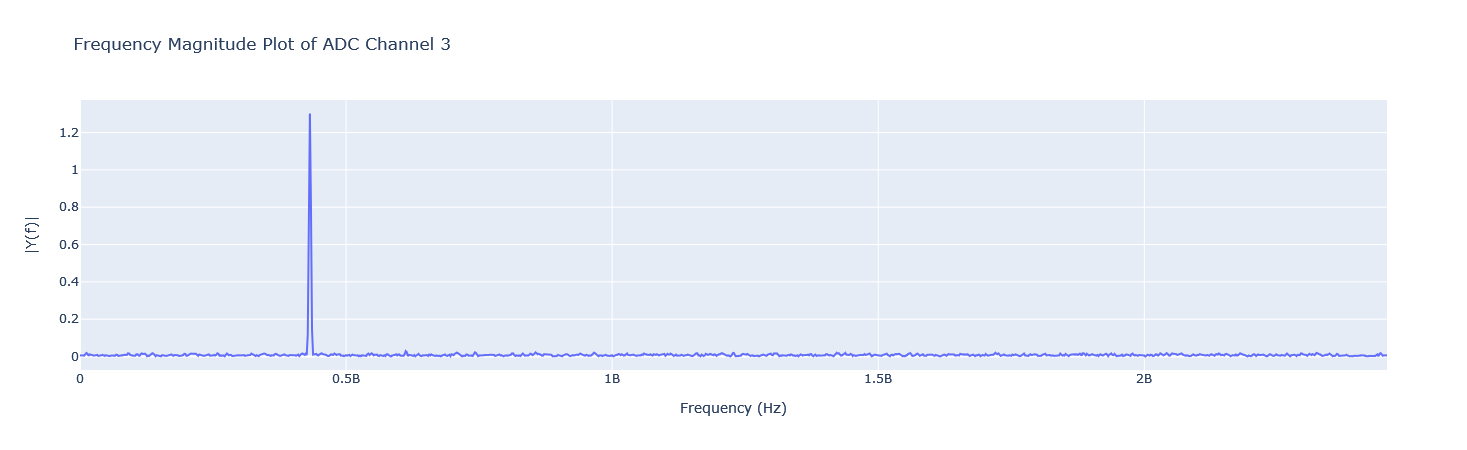 Frequency Magnitude Plot of ADC Channel 3
|Y(f)|
1.2
1
0.8
0.6
0.4
0.2
0
0 0.5B 1B 1.5B 2B
Frequency (Hz)